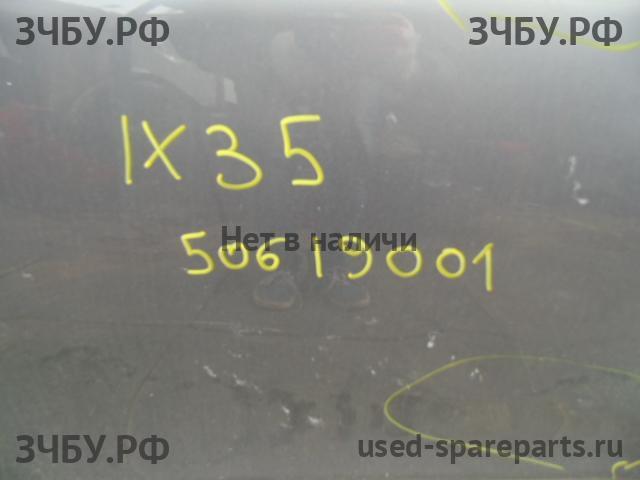 ЗЧБУ.РФ ЗЧБУ.РФ
IX35
Нет в наличи
50619001
ЗЧБУ.РФ used-spareparts.ru